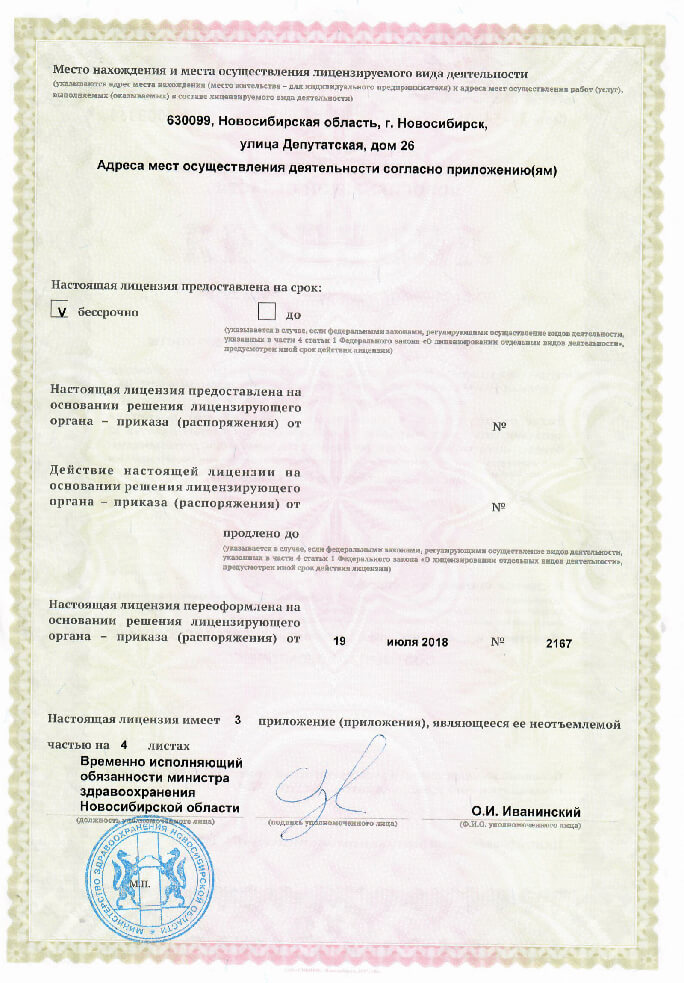 Место нахождения и места осуществления лицензируемого вида деятельности
(указываются адрес места нахождения (место жительства – для индивидуального предпринимателя) и адреса мест осуществления работ (услуг),
выполняемых (оказываемых) в составе лицензируемого вида деятельности)
630099, Новосибирская область, г. Новосибирск,
улица Депутатская, дом 26
Адреса мест осуществления деятельности согласно приложению(ям)
Настоящая лицензия предоставлена на срок:
V бессрочно
до
(указывается в случае, если федеральными законами, регулирующими осуществление видов деятельности,
указанных в части 4 статьи 1 Федерального закона «О лицензировании отдельных видов деятельности»,
предусмотрен иной срок действия лицензии)
Настоящая лицензия предоставлена на
основании решения лицензирующего
органа – приказа (распоряжения) от №
Действие настоящей лицензии на
основании решения лицензирующего
органа – приказа (распоряжения) от №
продлено до
(указывается в случае, если федеральными законами, регулирующими осуществление видов деятельности,
указанных в части 4 статьи 1 Федерального закона «О лицензировании отдельных видов деятельности»,
предусмотрен иной срок действия лицензии)
Настоящая лицензия переоформлена на
основании решения лицензирующего
органа – приказа (распоряжения) от 19 июля 2018 № 2167
Настоящая лицензия имеет 3 приложение (приложения), являющееся ее неотъемлемой
частью на 4 листах
Временно исполняющий
обязанности министра
здравоохранения
Новосибирской области
О.И. Иванинский
(должность уполномоченного лица) (подпись уполномоченного лица) (Ф.И.О. уполномоченного лица)
МИНИСТЕРСТВО ЗДРАВООХРАНЕНИЯ НОВОСИБИРСКОЙ ОБЛАСТИ
М.П.